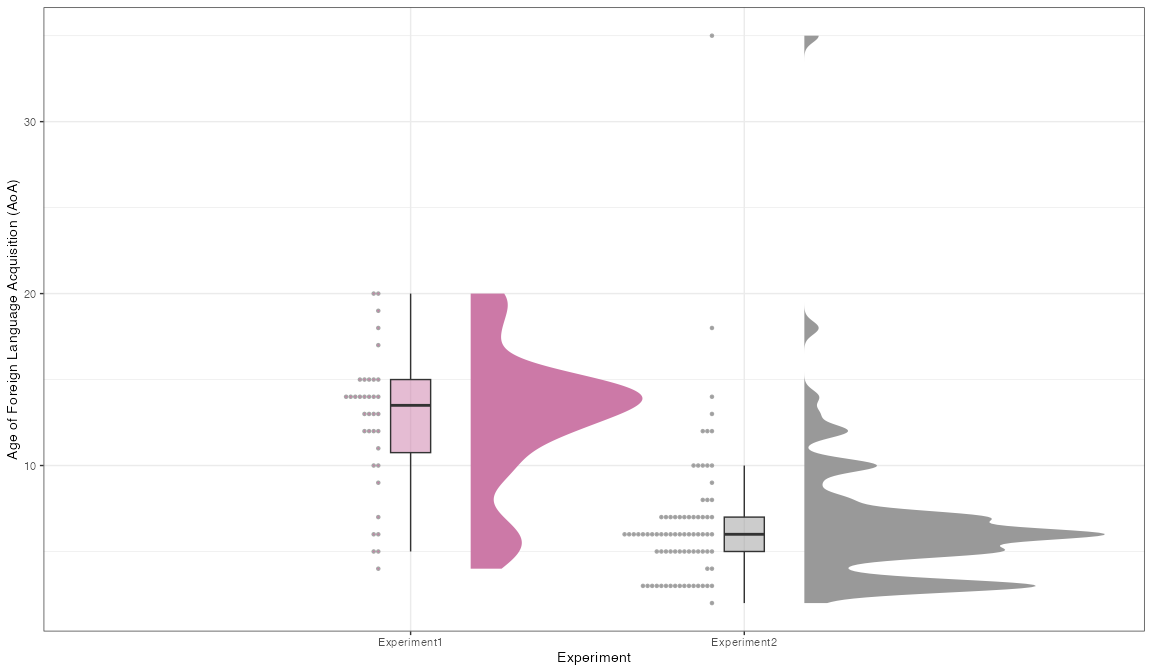 Age of Foreign Language Acquisition (AoA)
30
20
10
Experiment1
Experiment2
Experiment